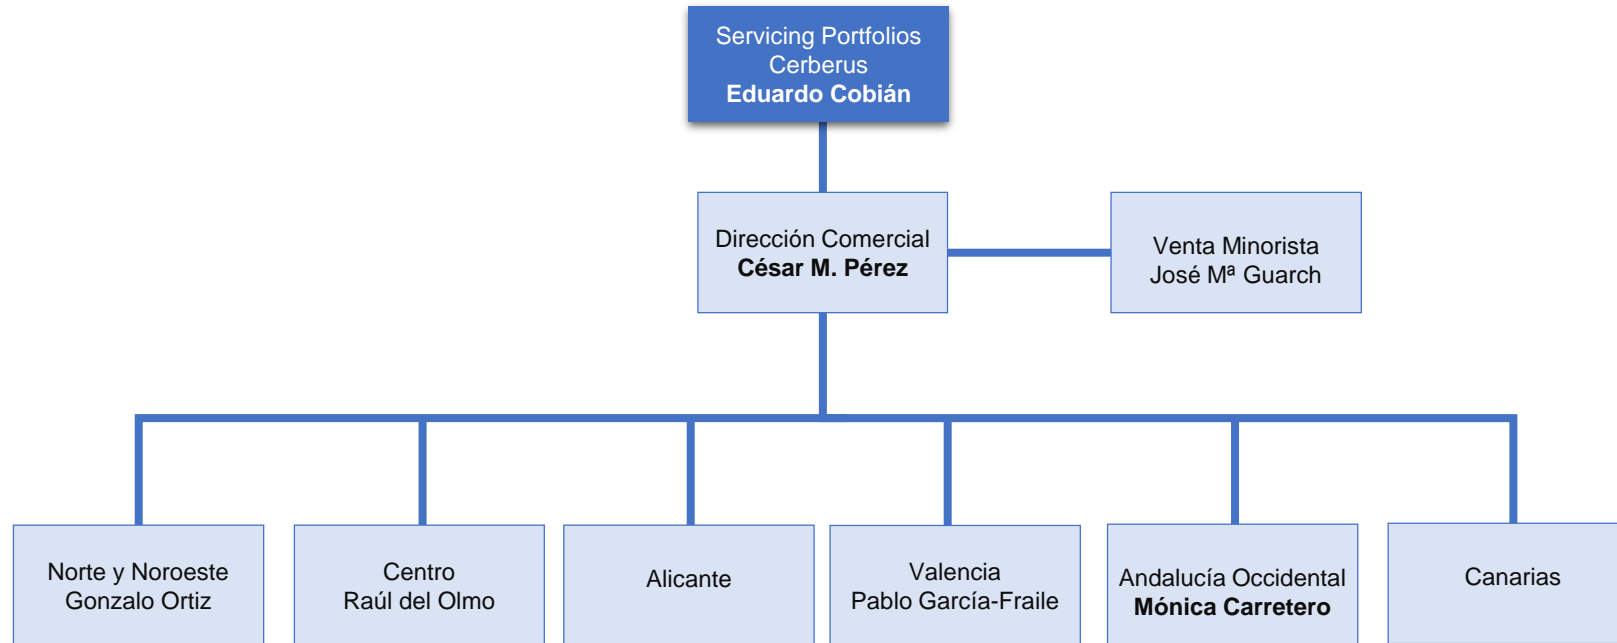 Servicing Portfolios
Cerberus
Eduardo Cobián
Dirección Comercial
César M. Pérez
Venta Minorista
José Mª Guarch
Norte y Noroeste
Gonzalo Ortiz
Centro
Raúl del Olmo
Alicante
Valencia
Pablo García-Fraile
Andalucía Occidental
Mónica Carretero
Canarias